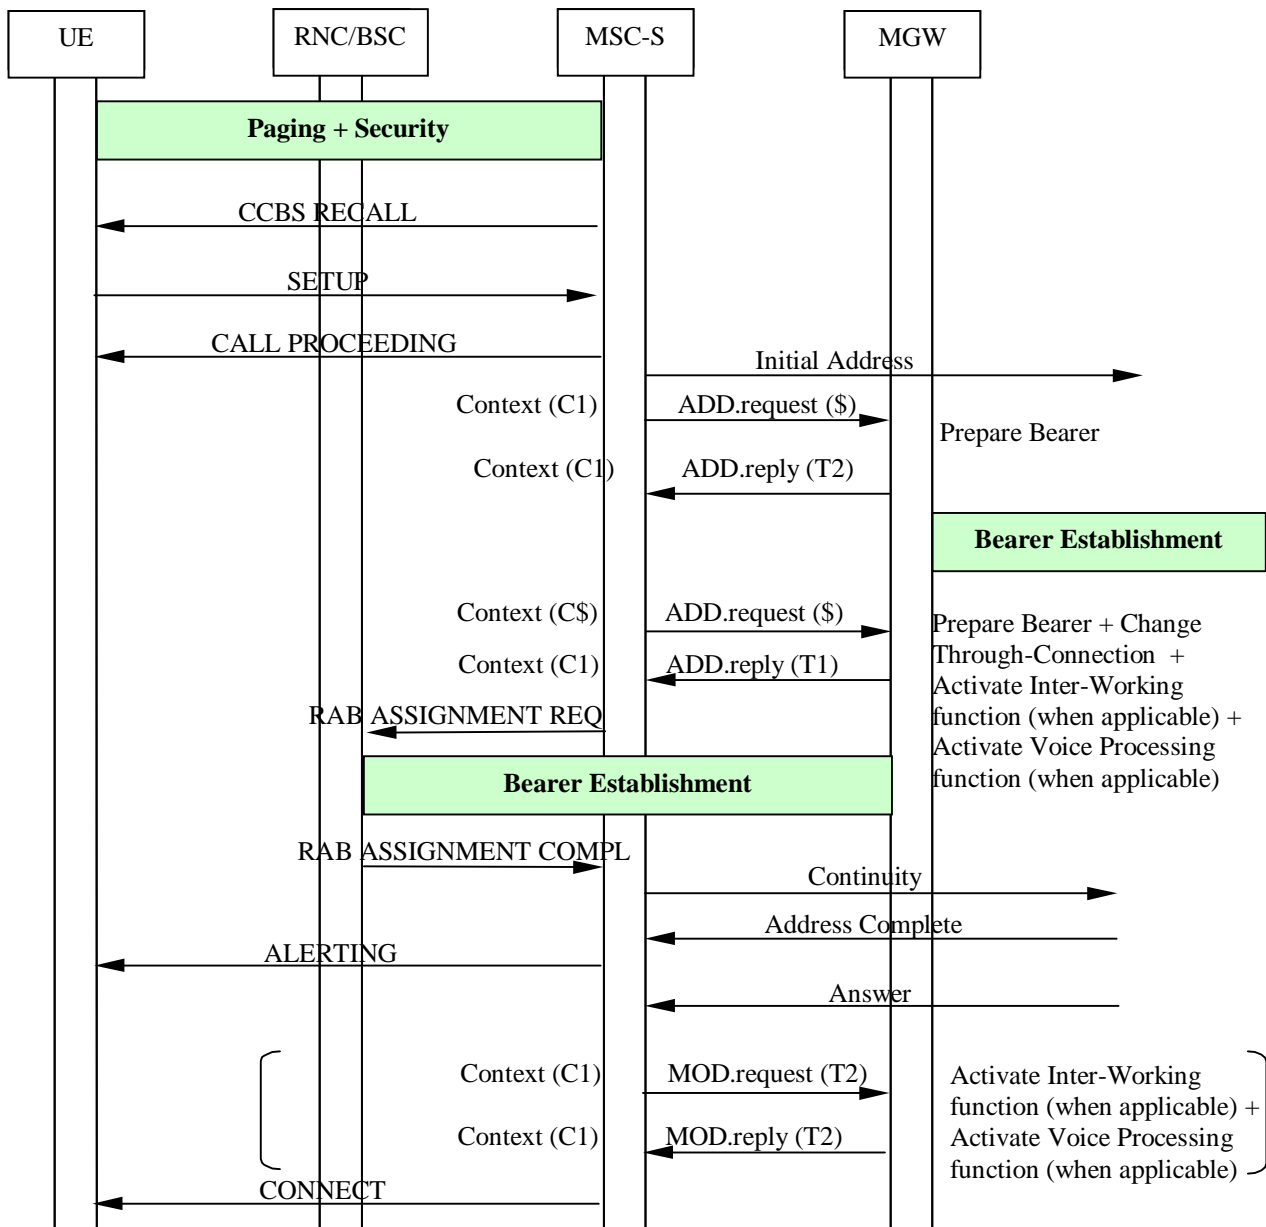 UE
RNC/BSC
MSC-S
MGW
Paging + Security
CCBS RECALL
SETUP
CALL PROCEEDING
Initial Address
Context (C1)
ADD.request ($)
Prepare Bearer
Context (C1)
ADD.reply (T2)
Bearer Establishment
Context (C$)
ADD.request ($)
Context (C1)
ADD.reply (T1)
Prepare Bearer + Change
Through-Connection +
Activate Inter-Working
function (when applicable) +
Activate Voice Processing
function (when applicable)
RAB ASSIGNMENT REQ
Bearer Establishment
RAB ASSIGNMENT COMPL
Continuity
Address Complete
ALERTING
Answer
Context (C1)
MOD.request (T2)
Context (C1)
MOD.reply (T2)
Activate Inter-Working
function (when applicable) +
Activate Voice Processing
function (when applicable)
CONNECT